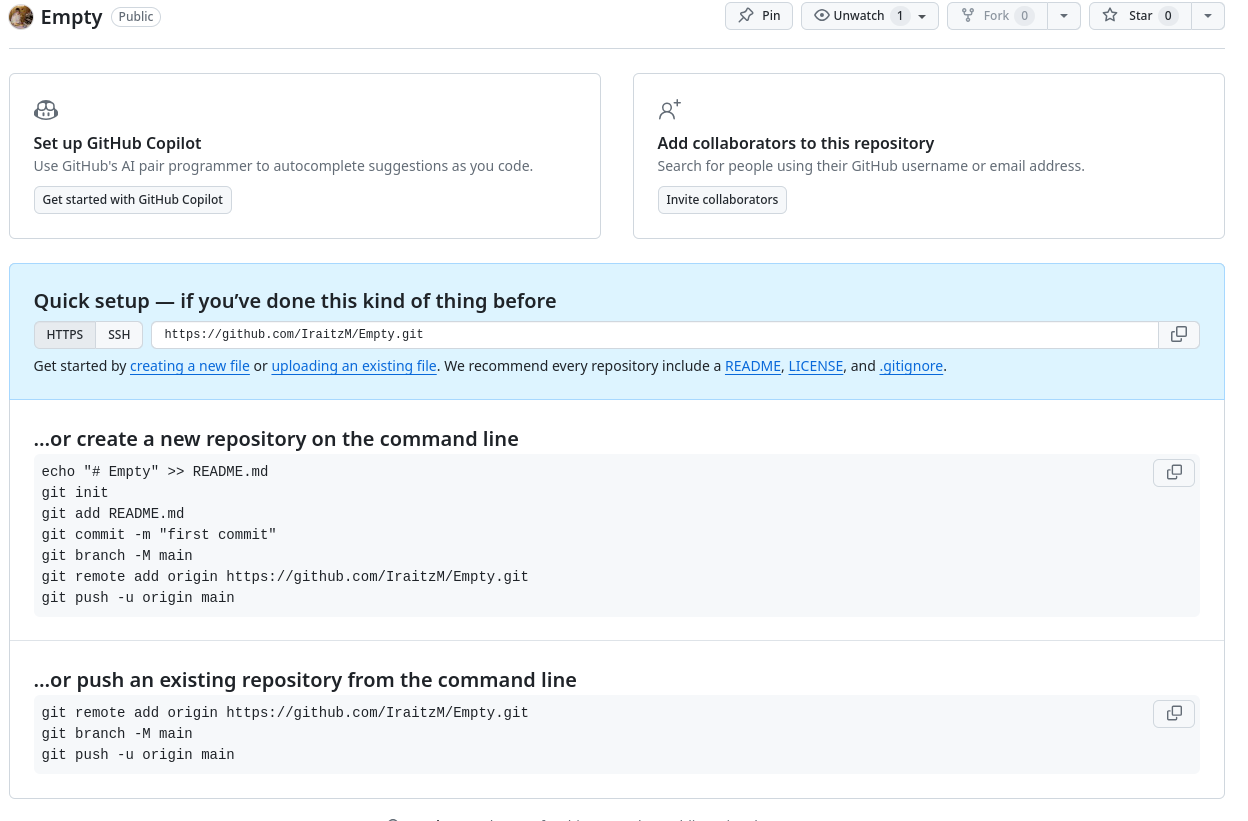 Empty Public Pin Unwatch 1 Fork 0 Star 0
Set up GitHub Copilot
Use GitHub's AI pair programmer to autocomplete suggestions as you code.
Get started with GitHub Copilot
Add collaborators to this repository
Search for people using their GitHub username or email address.
Invite collaborators
Quick setup — if you’ve done this kind of thing before
HTTPS SSH https://github.com/IraitzM/Empty.git
Get started by creating a new file or uploading an existing file. We recommend every repository include a README, LICENSE, and .gitignore.
…or create a new repository on the command line
echo "# Empty" >> README.md
git init
git add README.md
git commit -m "first commit"
git branch -M main
git remote add origin https://github.com/IraitzM/Empty.git
git push -u origin main
…or push an existing repository from the command line
git remote add origin https://github.com/IraitzM/Empty.git
git branch -M main
git push -u origin main